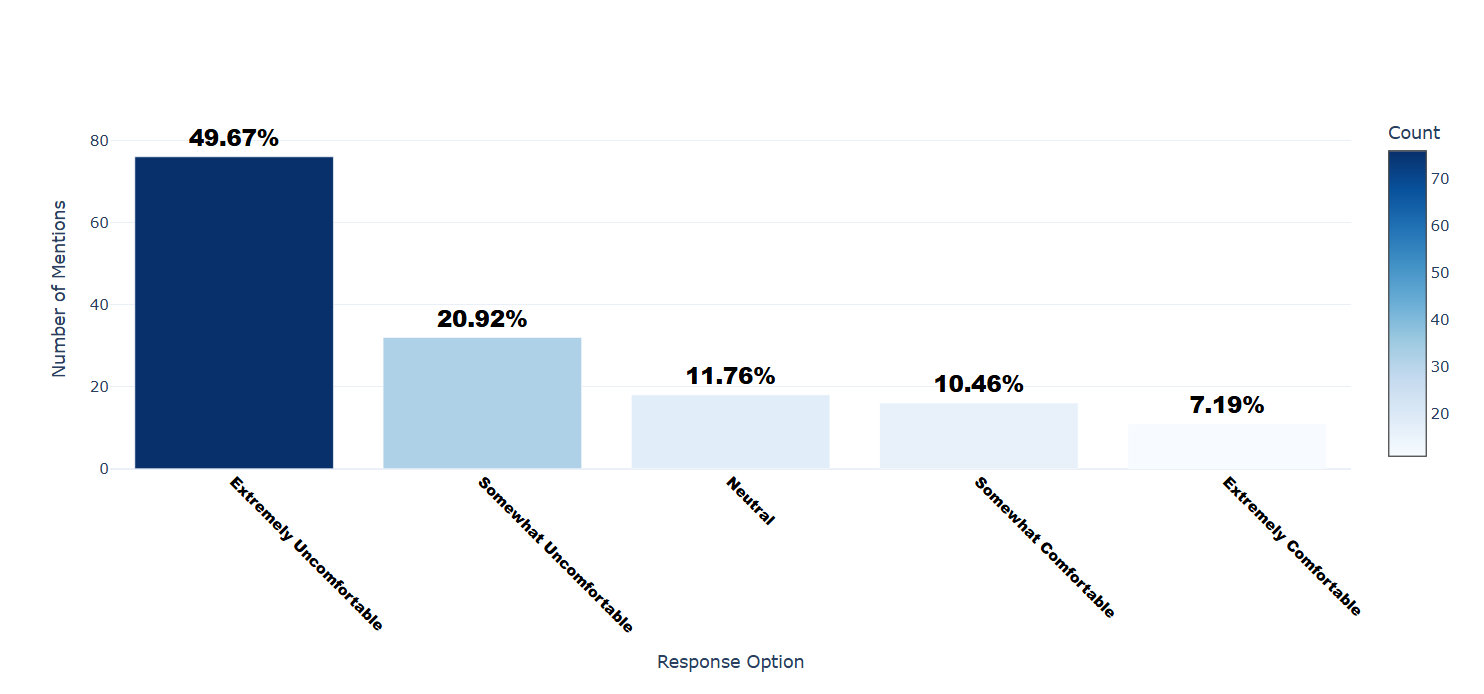 Count
80
60
40
20
0
Number of Mentions
49.67%
20.92%
11.76%
10.46%
7.19%
70
60
50
40
30
20
Extremely Uncomfortable
Somewhat Uncomfortable
Neutral
Somewhat Comfortable
Extremely Comfortable
Response Option